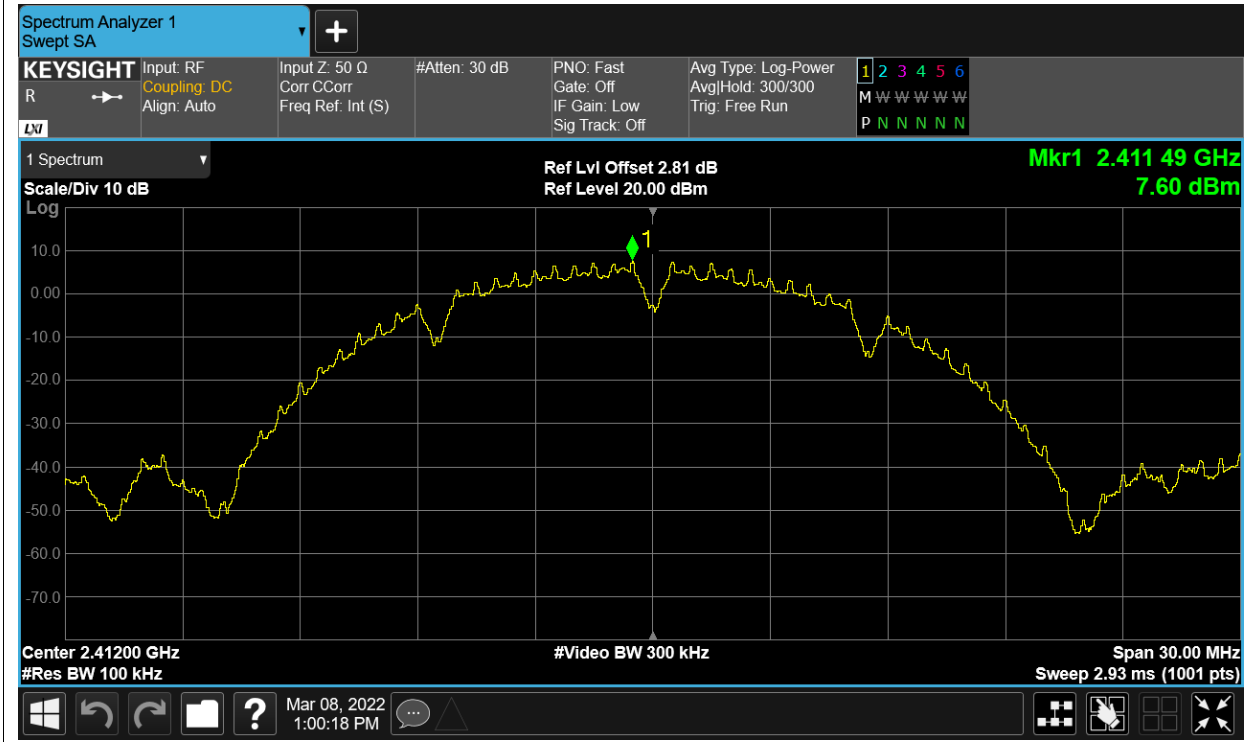 Spectrum Analyzer 1
Swept SA
+
KEYSIGHT
R
LXI
Input: RF
Coupling: DC
Align: Auto
Input Z: 50 Ω
Corr CCorr
Freq Ref: Int (S)
#Atten: 30 dB
PNO: Fast
Gate: Off
IF Gain: Low
Sig Track: Off
Avg Type: Log-Power
Avg|Hold: 300/300
Trig: Free Run
1 2 3 4 5 6
M W W W W W
P N N N N N
1 Spectrum
Scale/Div 10 dB
Log
Ref Lvl Offset 2.81 dB
Ref Level 20.00 dBm
Mkr1 2.411 49 GHz
7.60 dBm
1
10.0
0.00
-10.0
-20.0
-30.0
-40.0
-50.0
-60.0
-70.0
Center 2.41200 GHz
#Video BW 300 kHz
Span 30.00 MHz
#Res BW 100 kHz
Sweep 2.93 ms (1001 pts)
?
Mar 08, 2022
1:00:18 PM